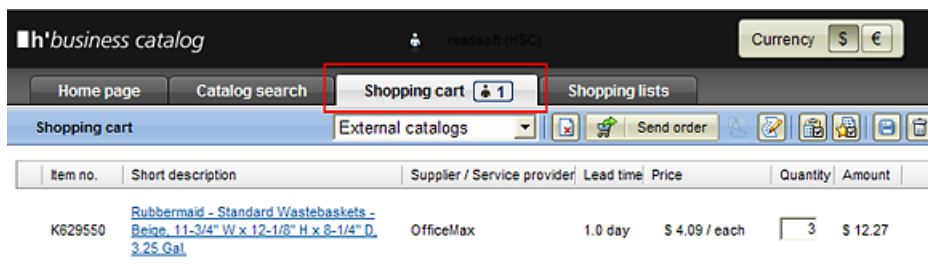 h'business catalog
readsoft (HSC)
Currency $ €
Home page Catalog search Shopping cart 1 Shopping lists
Shopping cart External catalogs Send order
Item no. Short description Supplier / Service provider Lead time Price Quantity Amount
Rubbermaid - Standard Wastebaskets -
K629550 Beige, 11-3/4" W x 12-1/8" H x 8-1/4" D, OfficeMax 1.0 day $ 4.09 / each 3 $ 12.27
3.25 Gal.